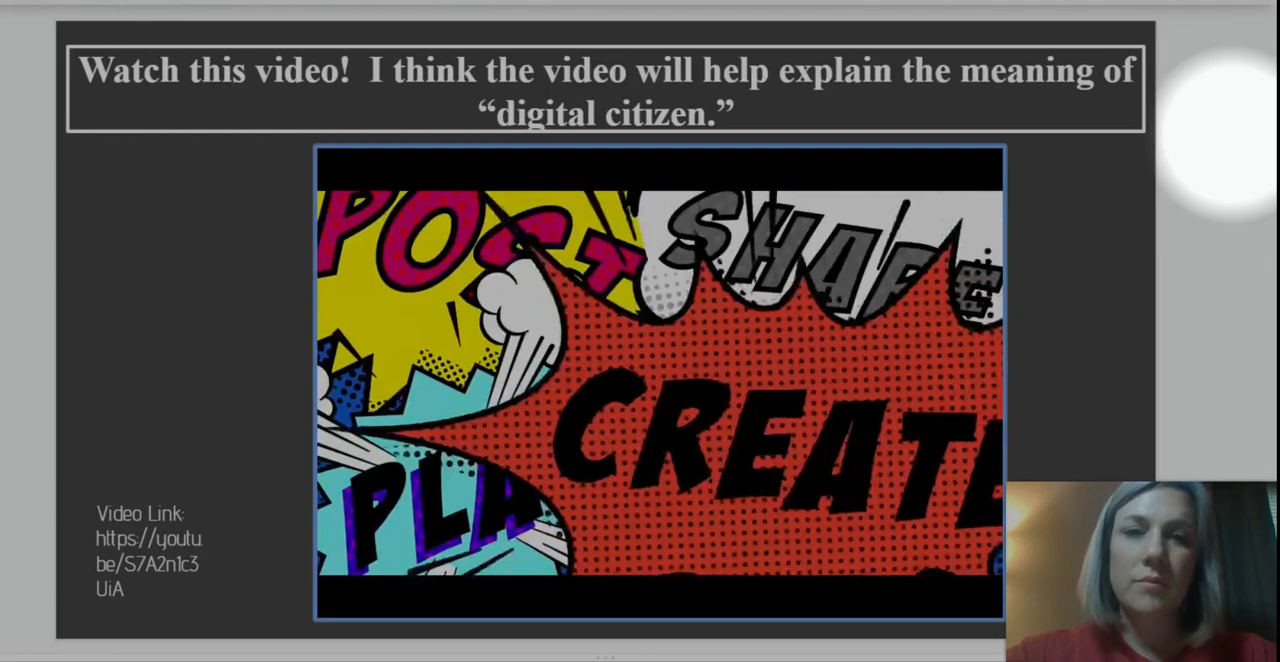 Watch this video!  I think the video will help explain the meaning of
“digital citizen.”
POST
SHARE
CREATE
PLA
Video Link:
https://youtu.
be/S7A2n1c3
UiA